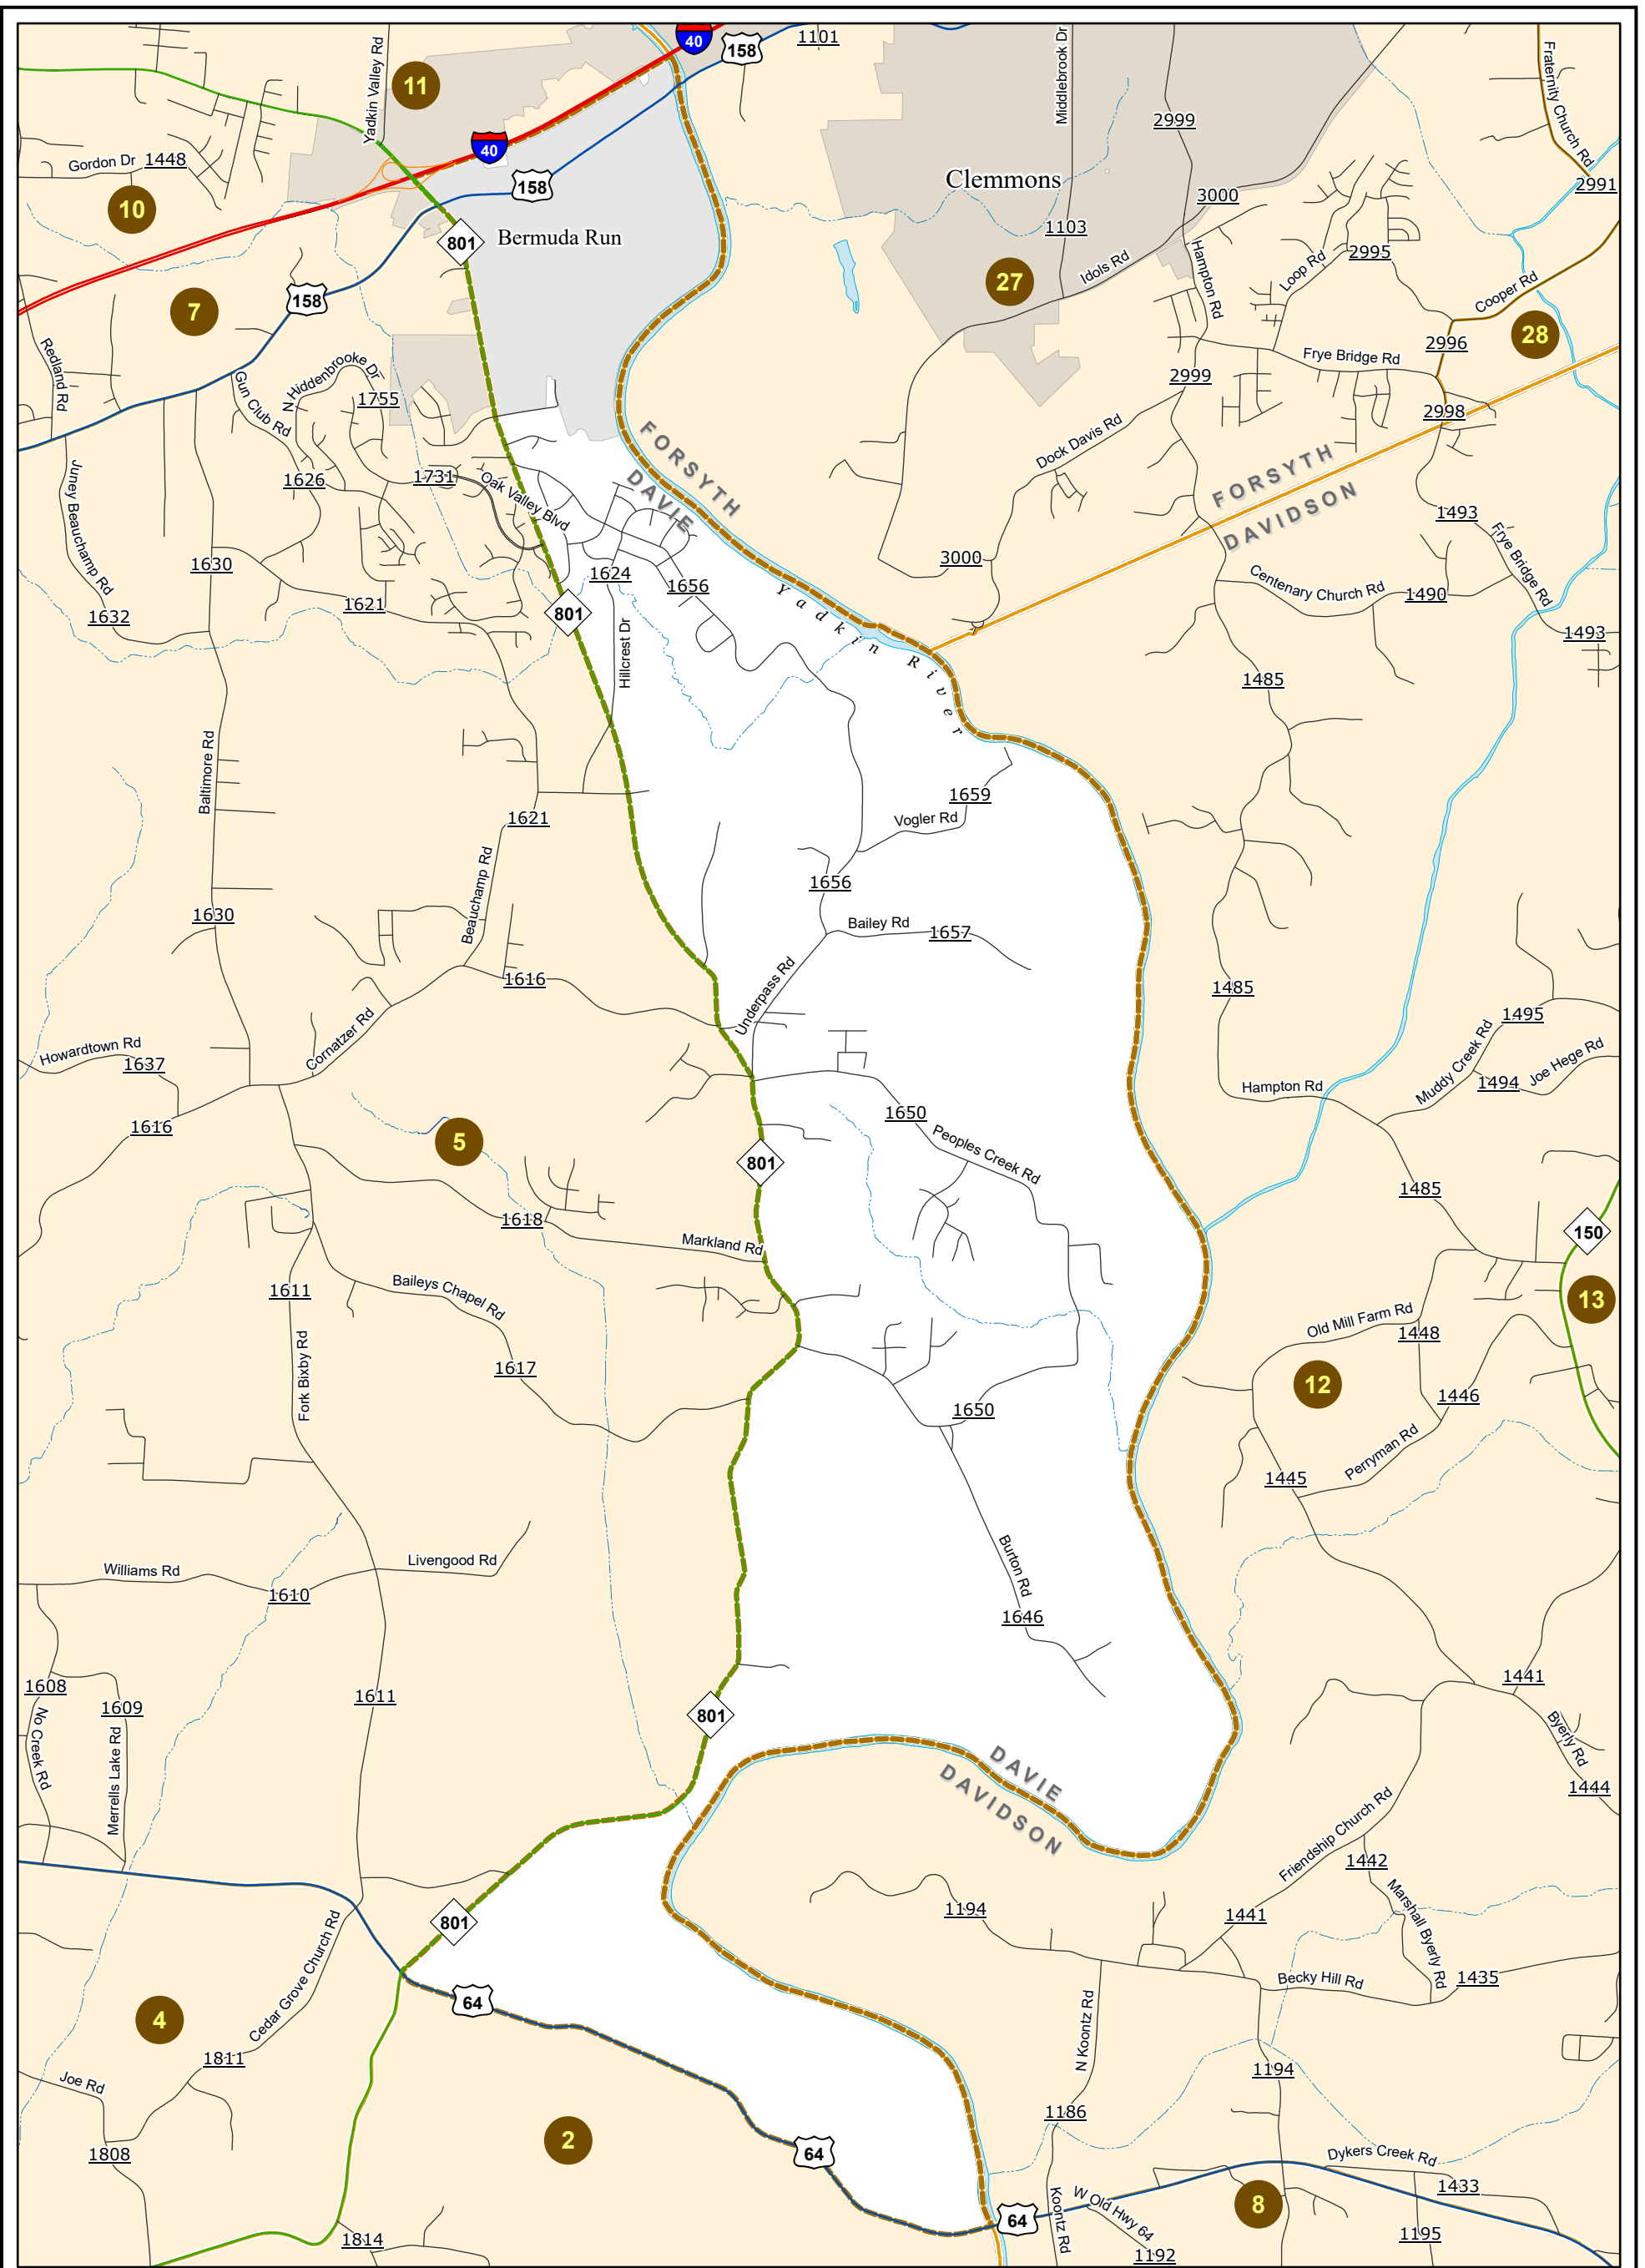 40
158
1101
Yadkin Valley Rd
11
Middlebrook Dr
2999
Fraternity Church Rd
2991
Gordon Dr
1448
40
158
10
Clemmons
3000
1103
801
Bermuda Run
Idols Rd
Hampton Rd
Loop Rd
2995
27
Cooper Rd
7
158
28
Redland Rd
N Hiddenbrooke Dr
Gun Club Rd
1755
2996
Frye Bridge Rd
2999
2998
FORSYTH
DAVIE
Dock Davis Rd
FORSYTH
DAVIDSON
Juney Beauchamp Rd
1626
1731
Oak Valley Blvd
1493
Frye Bridge Rd
1630
1624
1656
3000
Centenary Church Rd
1490
1632
1621
801
Yadkin River
1493
Hillcrest Dr
1485
Baltimore Rd
1659
Vogler Rd
1621
Beauchamp Rd
1656
1630
Bailey Rd
1657
1616
Underpass Rd
1485
1495
Cornatzer Rd
Howardtown Rd
1637
Muddy Creek Rd
Joe Hege Rd
1494
Hampton Rd
1616
5
1650
Peoples Creek Rd
801
1485
1618
Markland Rd
150
1611
Baileys Chapel Rd
13
Old Mill Farm Rd
1448
Fork Bixby Rd
1617
12
1446
1650
Perryman Rd
1445
Williams Rd
Livengood Rd
1610
Burton Rd
1646
1608
1609
1611
1441
No Creek Rd
Merrells Lake Rd
801
Byerly Rd
DAVIE
DAVIDSON
1444
Friendship Church Rd
1442
Marshall Byerly Rd
801
Cedar Grove Church Rd
1194
1441
Becky Hill Rd
1435
64
4
N Koontz Rd
1811
1194
Joe Rd
1186
1808
2
64
Dykers Creek Rd
1433
Koontz Rd
W Old Hwy 64
8
64
1814
1192
1195